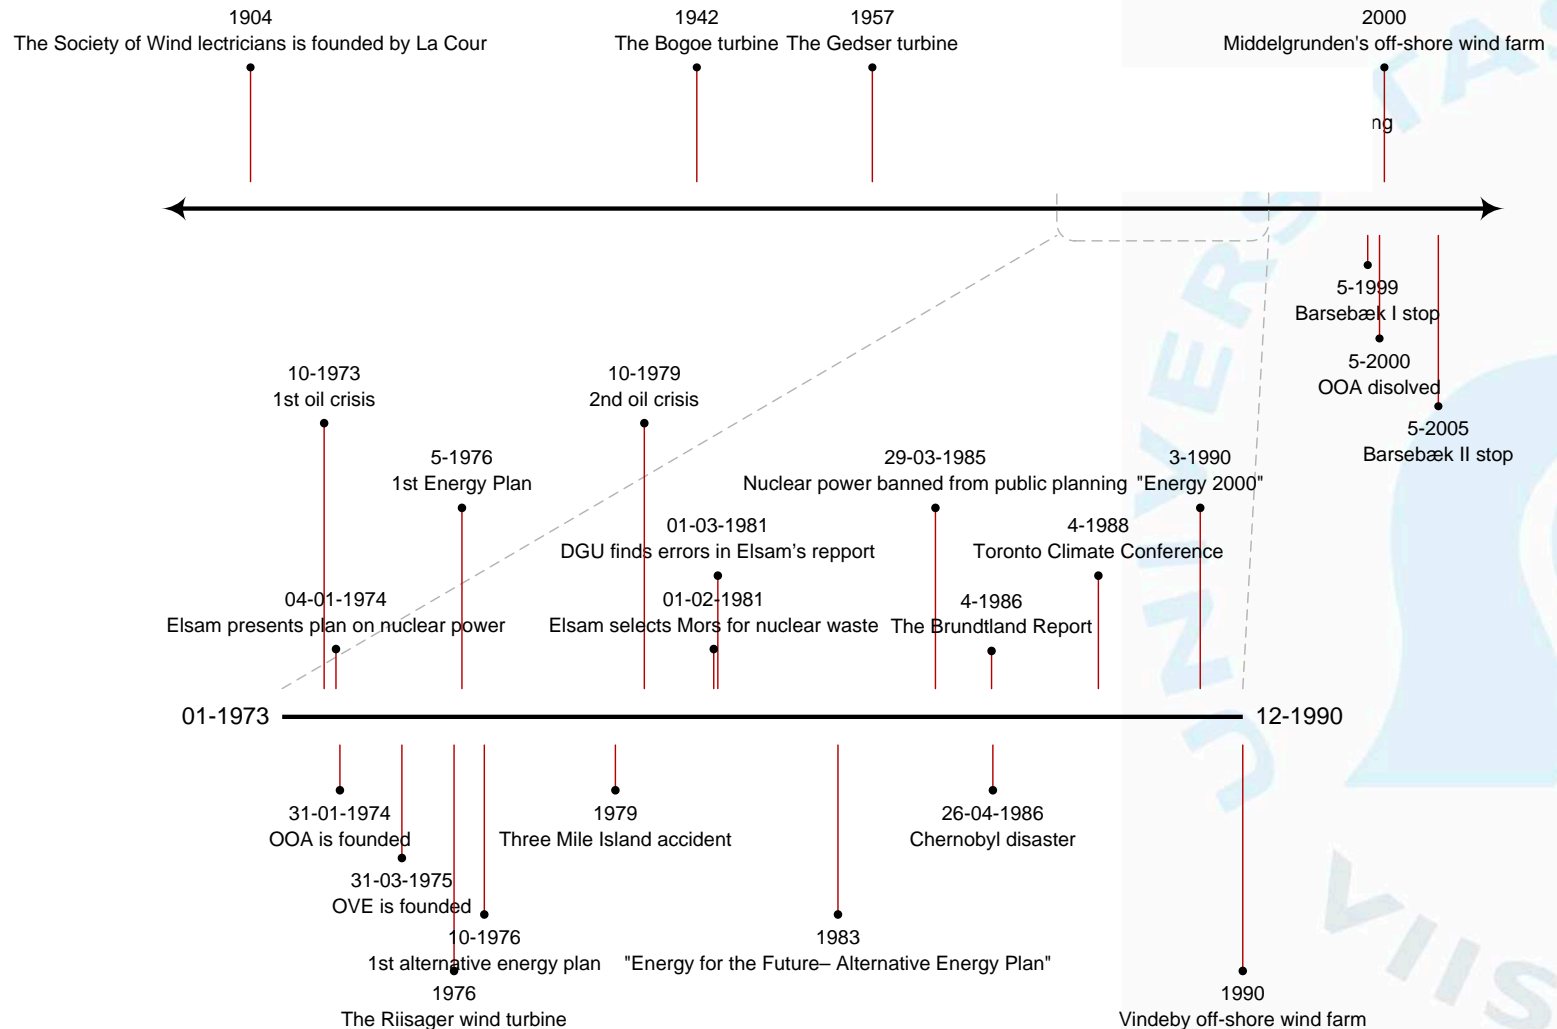 1904
The Society of Wind lectricians is founded by La Cour
1942
The Bogoe turbine
1957
The Gedser turbine
2000
Middelgrunden's off-shore wind farm
ng
5-1999
Barsebæk I stop
5-2000
OOA disolved
5-2005
Barsebæk II stop
10-1973
1st oil crisis
10-1979
2nd oil crisis
5-1976
1st Energy Plan
29-03-1985
Nuclear power banned from public planning
3-1990
"Energy 2000"
01-03-1981
DGU finds errors in Elsam's repport
4-1988
Toronto Climate Conference
04-01-1974
Elsam presents plan on nuclear power
01-02-1981
Elsam selects Mors for nuclear waste
4-1986
The Brundtland Report
01-1973
12-1990
31-01-1974
OOA is founded
1979
Three Mile Island accident
26-04-1986
Chernobyl disaster
31-03-1975
OVE is founded
10-1976
1st alternative energy plan
1983
"Energy for the Future– Alternative Energy Plan"
1976
The Riisager wind turbine
1990
Vindeby off-shore wind farm
UNIVERSITAS
VIIS